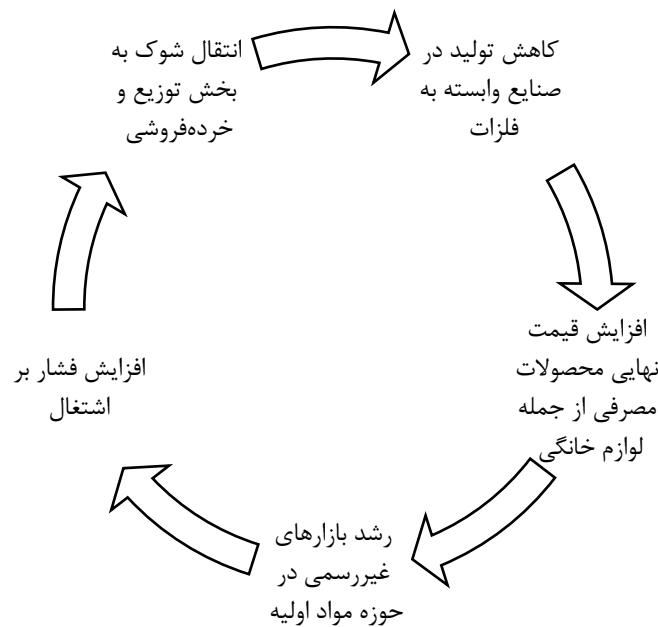 کاهش تولید در
صنایع وابسته به
فلزات
افزایش قیمت
نهایی محصولات
مصرفی از جمله
لوازم خانگی
رشد بازارهای
غیررسمی در
حوزه مواد اولیه
افزایش فشار بر
اشتغال
انتقال شوک به
بخش توزیع و
خرده‌فروشی